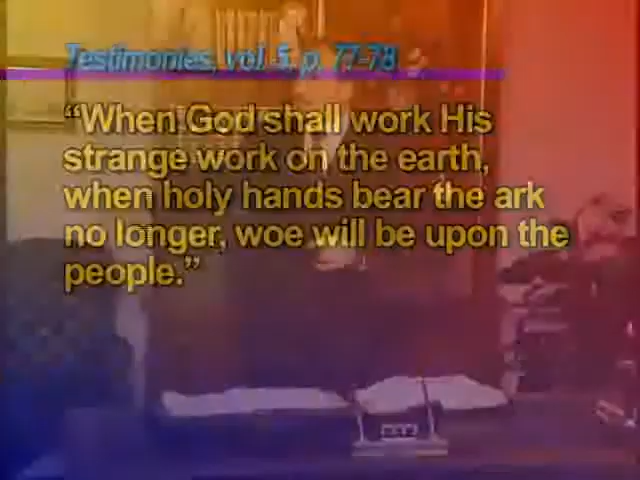 Testimonies, vol. 5, p. 77-78
“When God shall work His
strange work on the earth,
when holy hands bear the ark
no longer, woe will be upon the
people.”